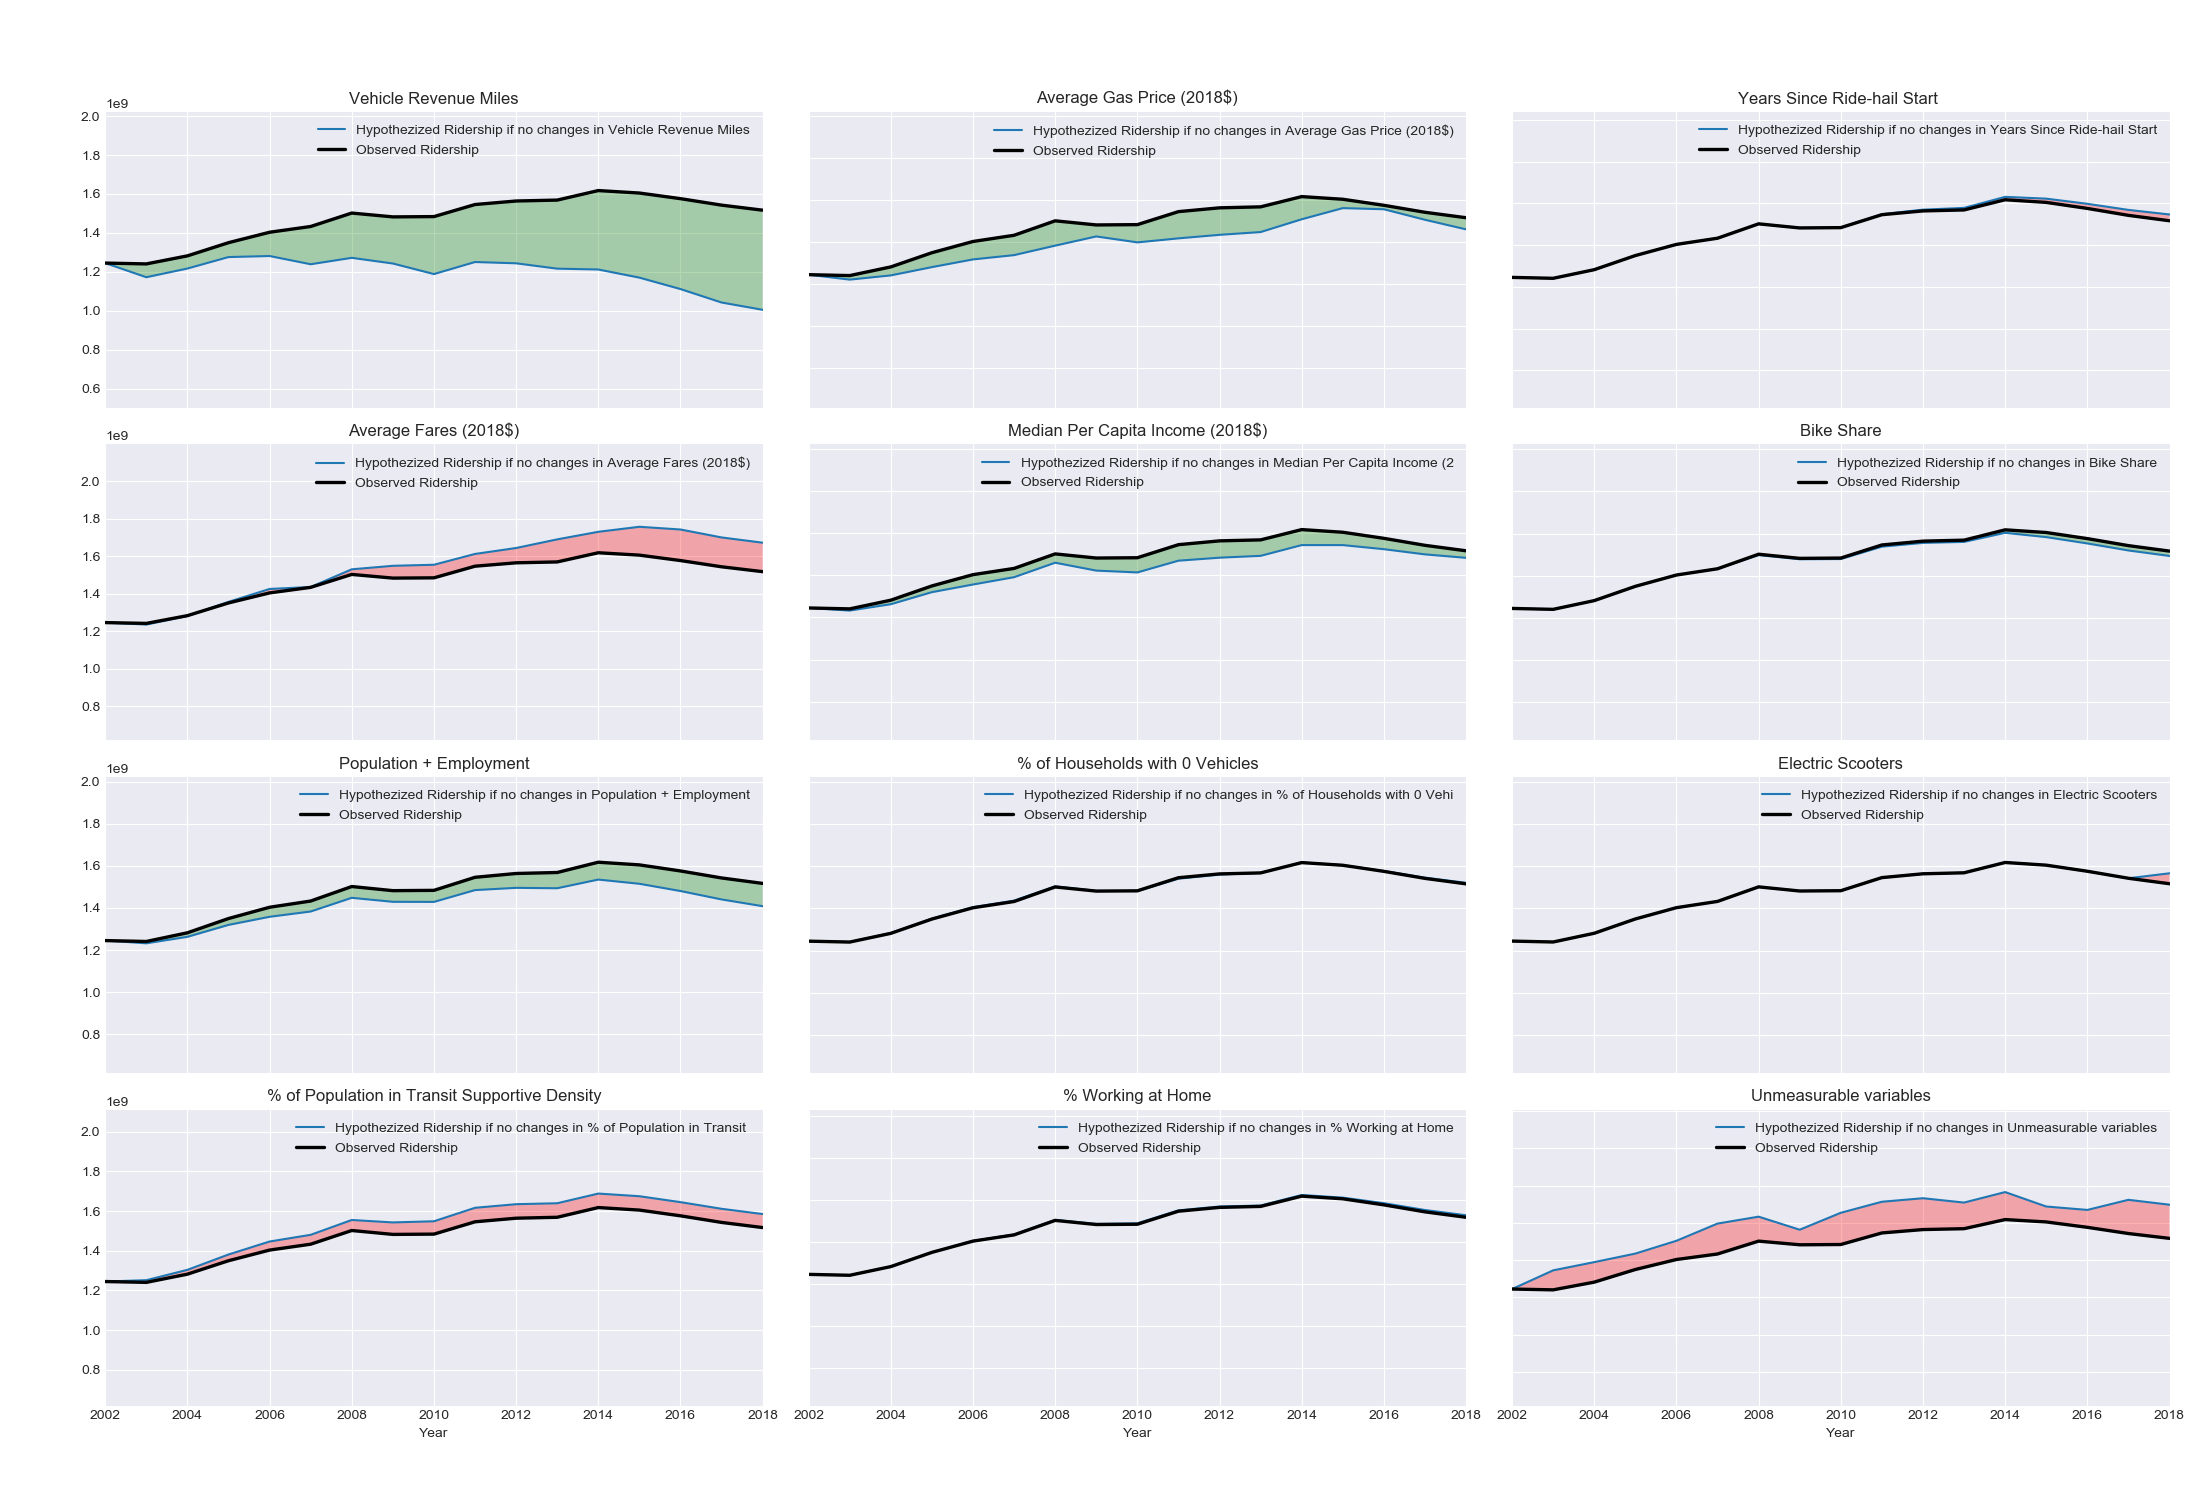 Vehicle Revenue Miles
1e9
Hypothezized Ridership if no changes in Vehicle Revenue Miles
Observed Ridership
2.0
1.8
1.6
1.4
1.2
1.0
0.8
0.6
Average Gas Price (2018$)
Hypothezized Ridership if no changes in Average Gas Price (2018$)
Observed Ridership
Years Since Ride-hail Start
Hypothezized Ridership if no changes in Years Since Ride-hail Start
Observed Ridership
Average Fares (2018$)
1e9
Hypothezized Ridership if no changes in Average Fares (2018$)
Observed Ridership
2.0
1.8
1.6
1.4
1.2
1.0
0.8
Median Per Capita Income (2018$)
Hypothezized Ridership if no changes in Median Per Capita Income (2
Observed Ridership
Bike Share
Hypothezized Ridership if no changes in Bike Share
Observed Ridership
Population + Employment
1e9
Hypothezized Ridership if no changes in Population + Employment
Observed Ridership
2.0
1.8
1.6
1.4
1.2
1.0
0.8
% of Households with 0 Vehicles
Hypothezized Ridership if no changes in % of Households with 0 Vehi
Observed Ridership
Electric Scooters
Hypothezized Ridership if no changes in Electric Scooters
Observed Ridership
% of Population in Transit Supportive Density
1e9
Hypothezized Ridership if no changes in % of Population in Transit
Observed Ridership
2.0
1.8
1.6
1.4
1.2
1.0
0.8
2002 2004 2006 2008 2010 2012 2014 2016 2018
Year
% Working at Home
Hypothezized Ridership if no changes in % Working at Home
Observed Ridership
2002 2004 2006 2008 2010 2012 2014 2016 2018
Year
Unmeasurable variables
Hypothezized Ridership if no changes in Unmeasurable variables
Observed Ridership
2002 2004 2006 2008 2010 2012 2014 2016 2018
Year